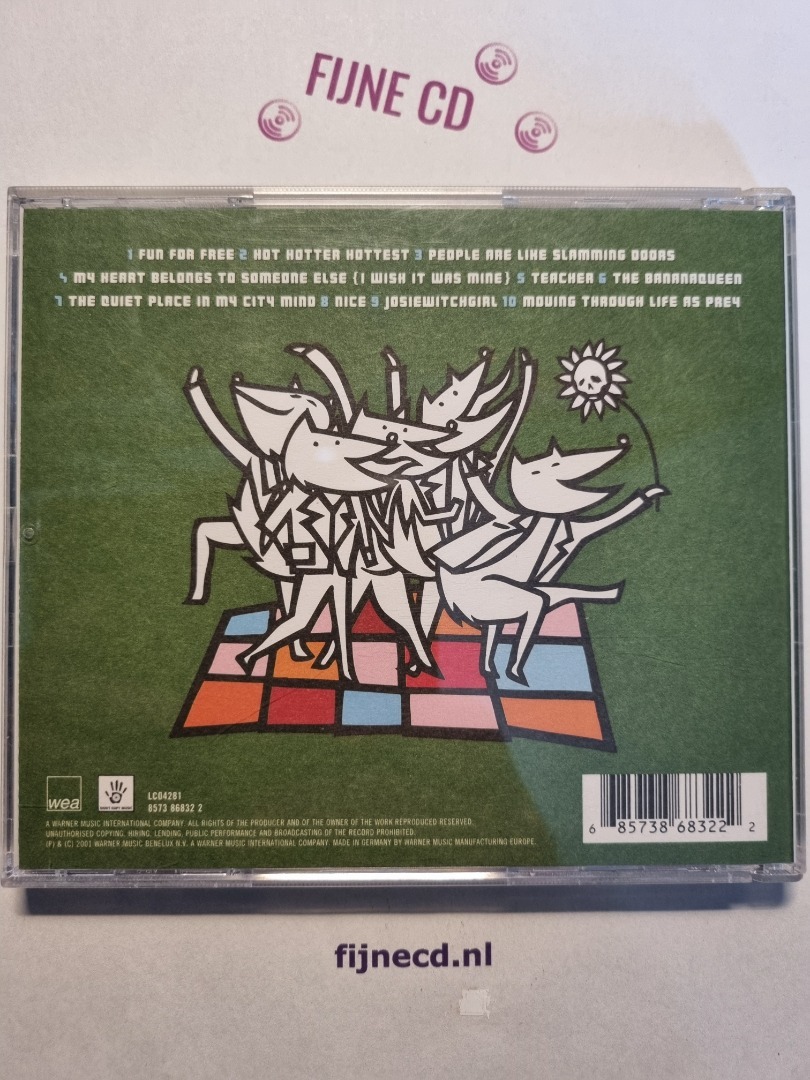 FIJNE CD
1 FUN FOR FREE 2 HOT HOTTER HOTTEST 3 PEOPLE ARE LIKE SLAMMING DOORS
4 MY HEART BELONGS TO SOMEONE ELSE (I WISH IT WAS MINE) 5 TEACHER 6 THE BANANAQUEEN
7 THE QUIET PLACE IN MY CITY MIND 8 NICE 9 JOSIEWITCHGIRL 10 MOVING THROUGH LIFE AS PREY
wea
LC04281
8573 86832 2
A WARNER MUSIC INTERNATIONAL COMPANY. ALL RIGHTS OF THE PRODUCER AND OF THE OWNER OF THE WORK REPRODUCED RESERVED.
UNAUTHORISED COPYING, HIRING, LENDING, PUBLIC PERFORMANCE AND BROADCASTING OF THE RECORD PROHIBITED.
(P) & (C) 2001 WARNER MUSIC BENELUX N.V. A WARNER MUSIC INTERNATIONAL COMPANY. MADE IN GERMANY BY WARNER MUSIC MANUFACTURING EUROPE.
6 85738 68322 2
fijnecd.nl